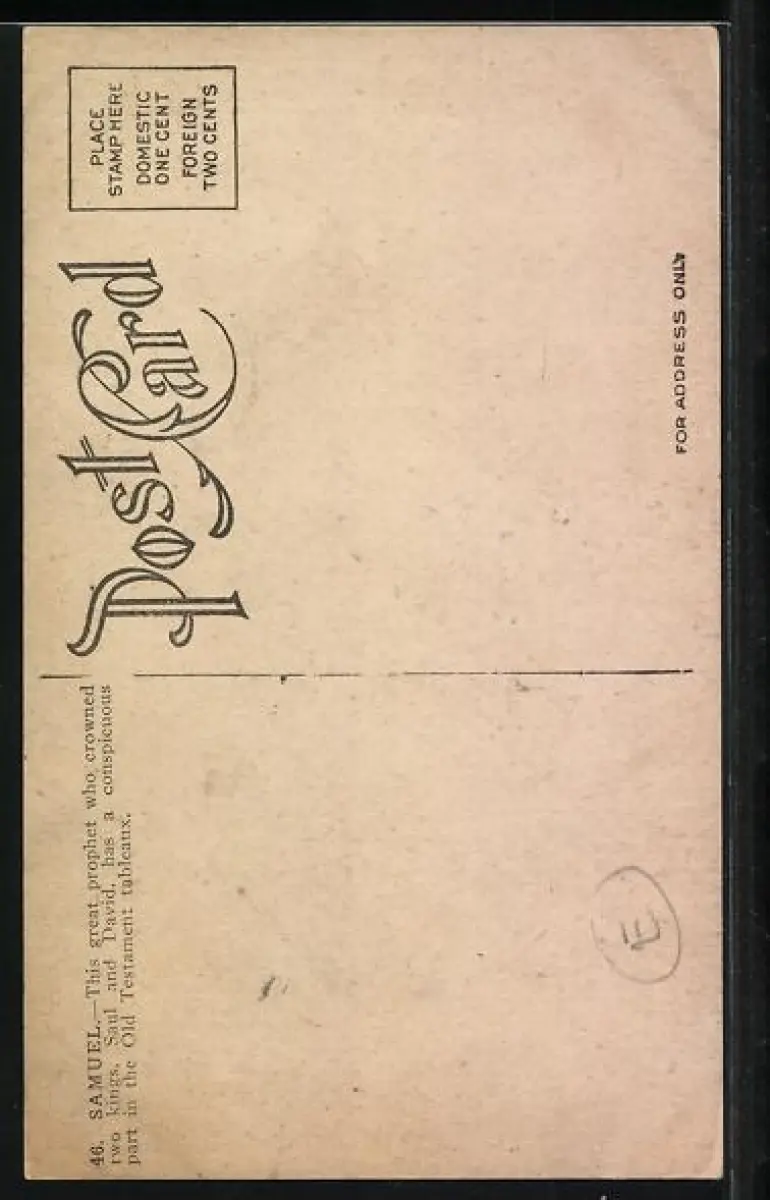 46. SAMUEL.—This great prophet who crowned
two kings, Saul and David, has a conspicuous
part in the Old Testament tableaux.
Post Card
PLACE
STAMP HERE
DOMESTIC
ONE CENT
FOREIGN
TWO CENTS
FOR ADDRESS ONLY
E